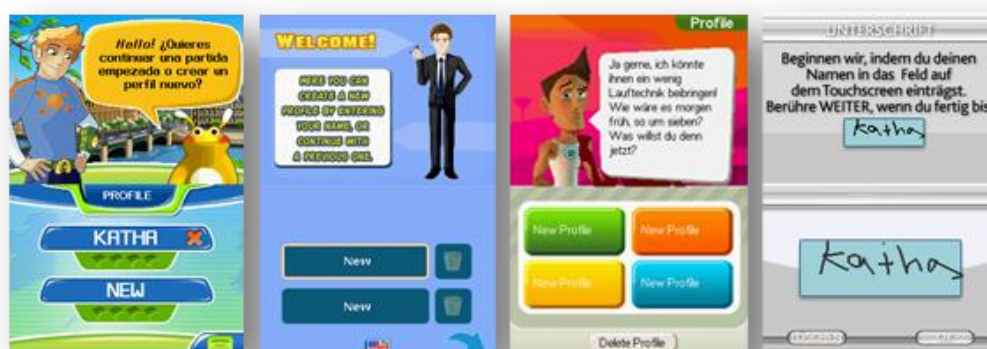 Hello! ¿Quieres
continuar una partida
empezada o crear un
perfil nuevo?
PROFILE
KATHA
NEW
WELCOME!
HERE YOU CAN
CREATE A NEW
PROFILE BY ENTERING
YOUR NAME, OR
CONTINUE WITH
A PREVIOUS ONE.
New
New
Profile
Ja gerne, ich könnte
ihnen ein wenig
Lauftechnik beibringen!
Wie wäre es morgen
früh, so um sieben?
Was willst du denn
jetzt?
New Profile
New Profile
New Profile
New Profile
Delete Profile
UNTERSCHRIFT
Beginnen wir, indem du deinen
Namen in das Feld auf
dem Touchscreen einträgst.
Berühre WEITER, wenn du fertig bis
Katha
Katha